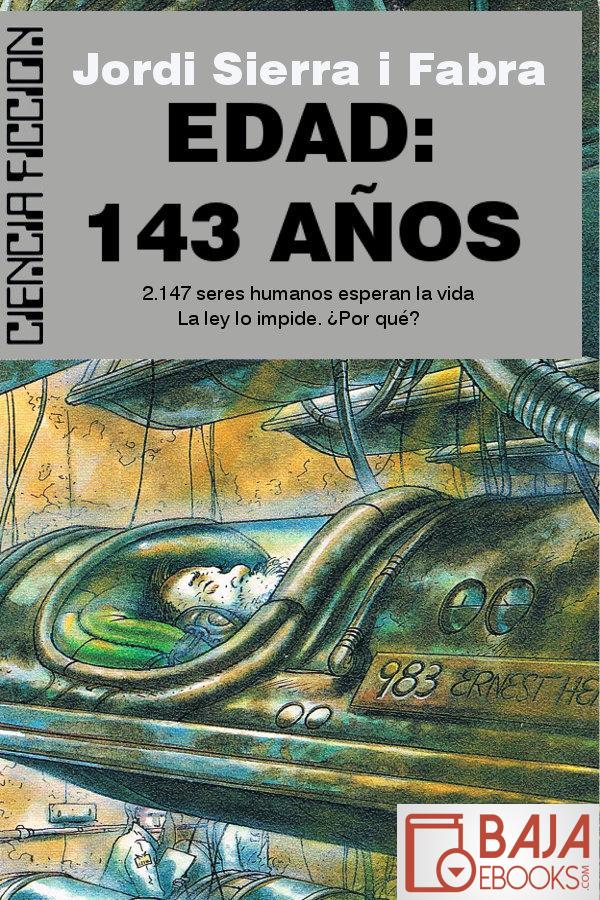 CIENCIA FICCION
Jordi Sierra i Fabra
EDAD:
143 AÑOS
2.147 seres humanos esperan la vida
La ley lo impide. ¿Por qué?
983 ERNEST HE
BAJA
EBOOKS.COM